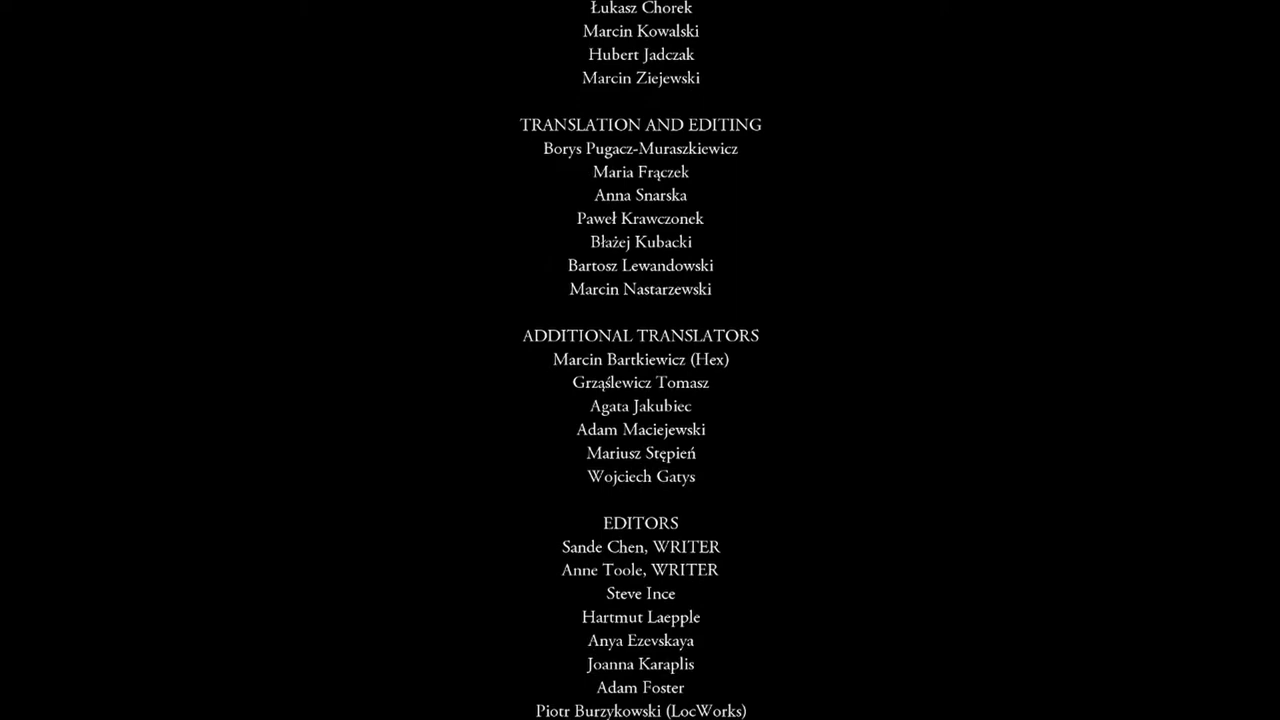 Łukasz Chorek
Marcin Kowalski
Hubert Jadczak
Marcin Ziejewski
TRANSLATION AND EDITING
Borys Pugacz-Muraszkiewicz
Maria Frączek
Anna Snarska
Paweł Krawczonek
Błażej Kubacki
Bartosz Lewandowski
Marcin Nastarzewski
ADDITIONAL TRANSLATORS
Marcin Bartkiewicz (Hex)
Grząślewicz Tomasz
Agata Jakubiec
Adam Maciejewski
Mariusz Stępień
Wojciech Gatys
EDITORS
Sande Chen, WRITER
Anne Toole, WRITER
Steve Ince
Hartmut Laepple
Anya Ezevskaya
Joanna Karaplis
Adam Foster
Piotr Burzykowski (LocWorks)